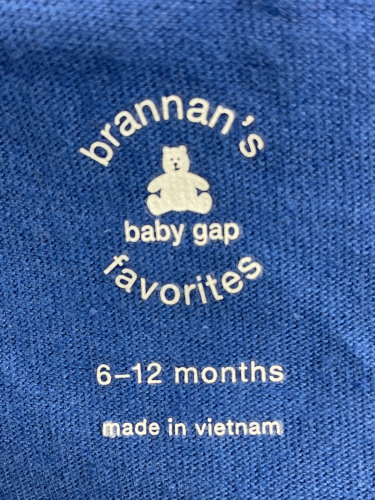 brannan's
baby gap
favorites
6–12 months
made in vietnam